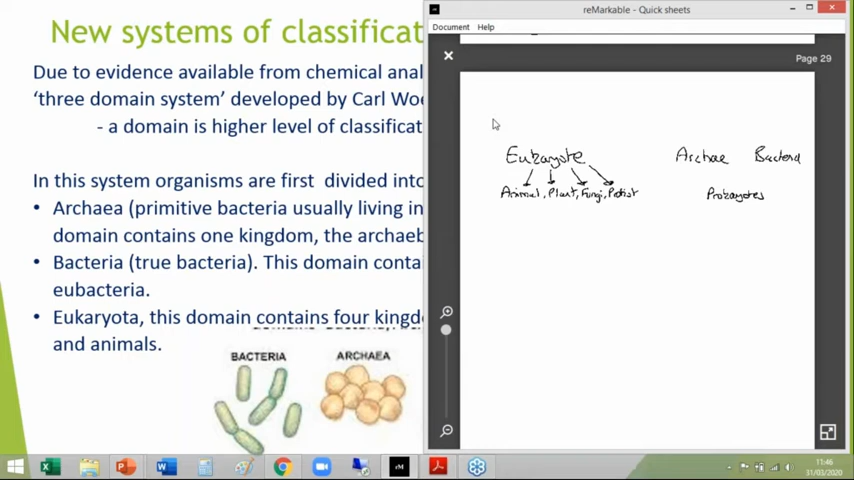 New systems of classificat
Due to evidence available from chemical anal
'three domain system' developed by Carl Woe
- a domain is higher level of classificat
In this system organisms are first divided into
• Archaea (primitive bacteria usually living in
domain contains one kingdom, the archaeb
• Bacteria (true bacteria). This domain contai
eubacteria.
• Eukaryota, this domain contains four kingdo
and animals.
BACTERIA
ARCHAEA
reMarkable - Quick sheets
Document Help
Page 29
Eukaryote
Archae Bacteria
Animal, Plant, Fungi, Protist
Prokaryotes
rM
11:46
31/03/2020